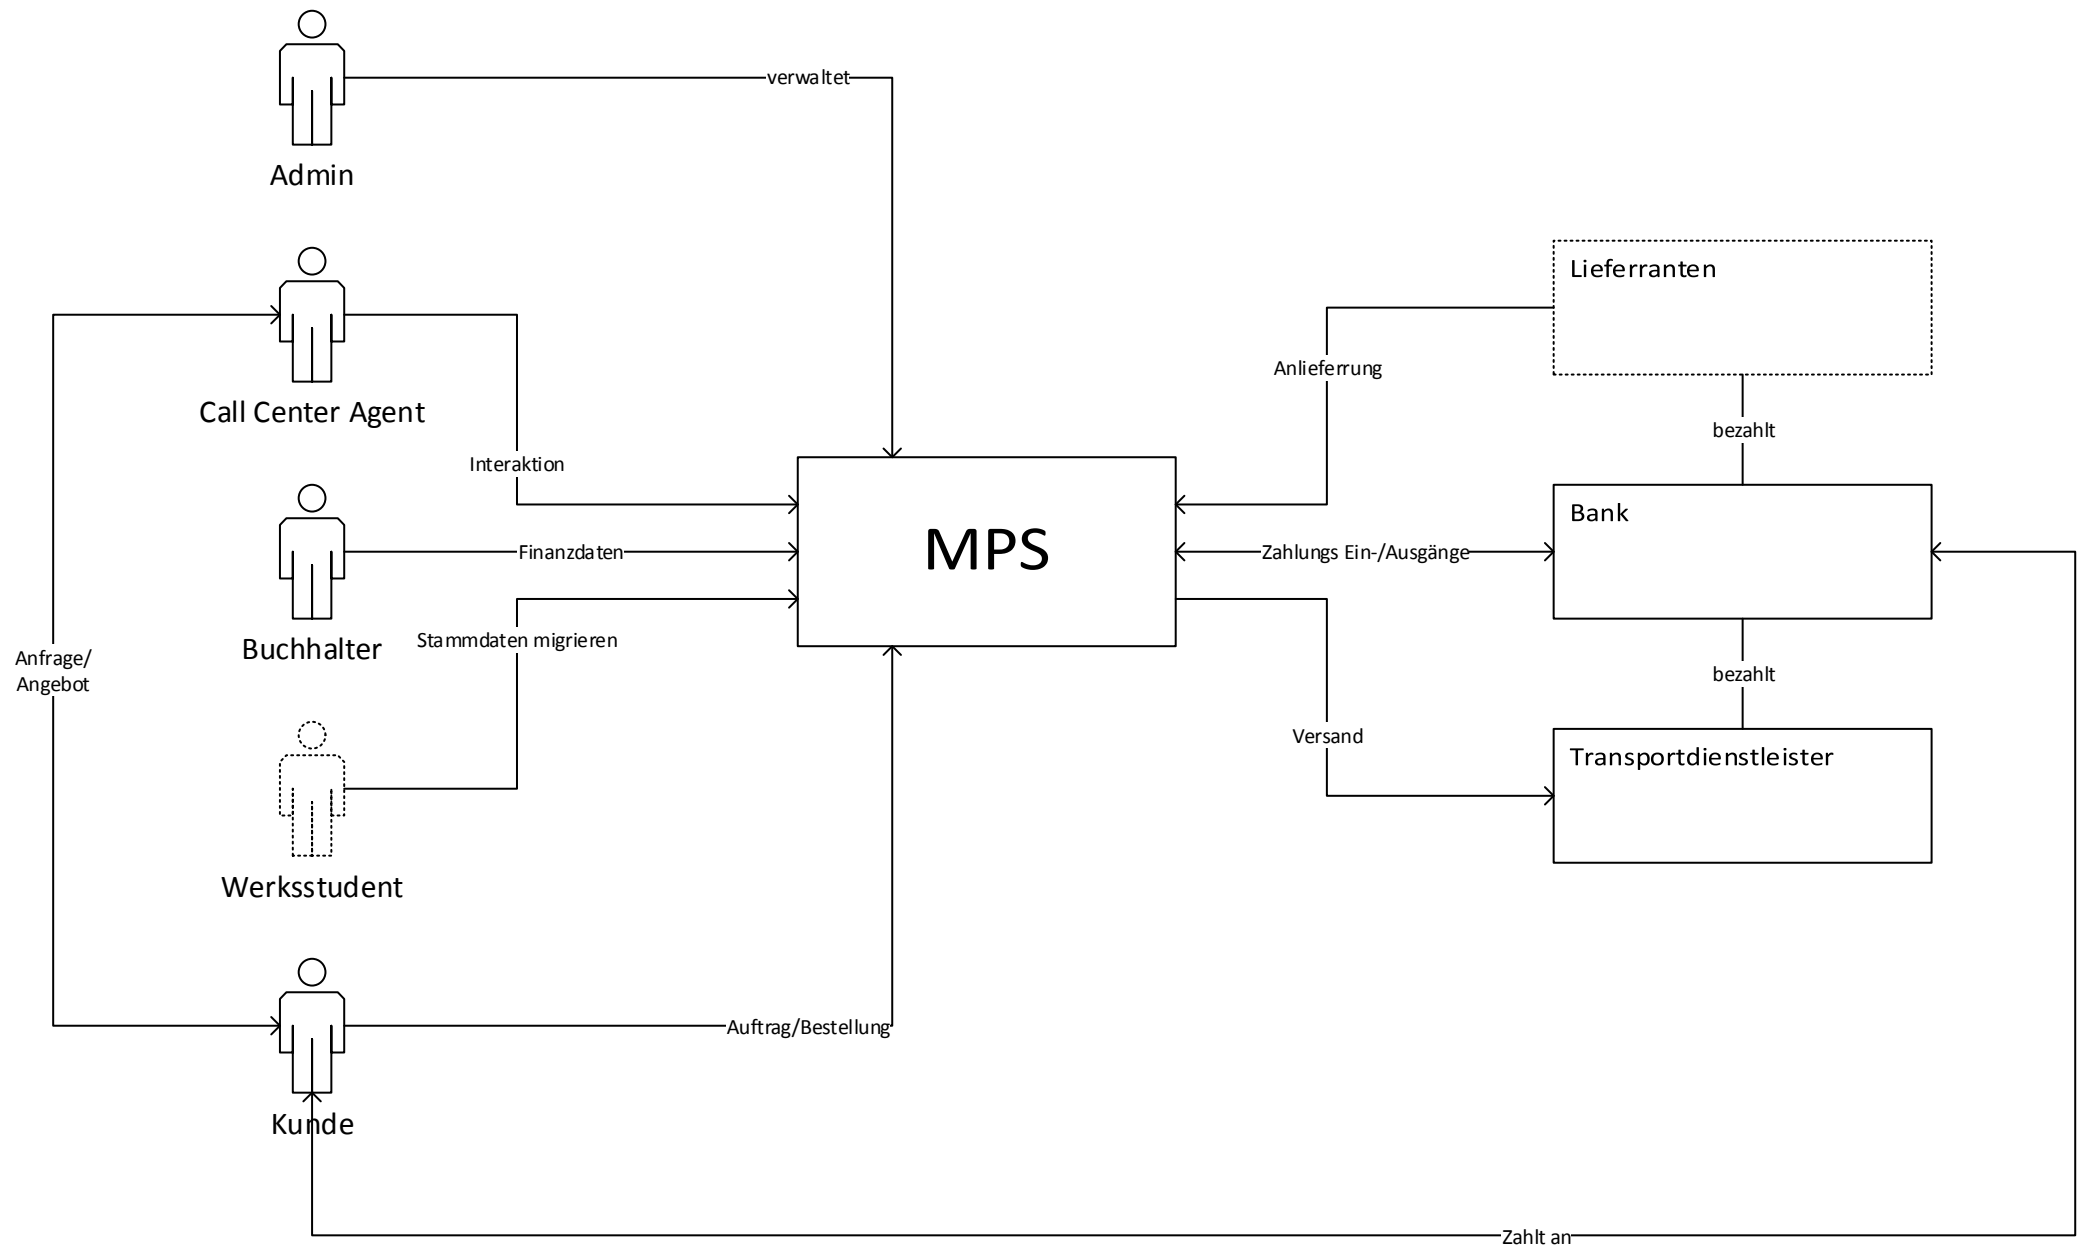 verwaltet
Admin
Lieferranten
Anlieferrung
Call Center Agent
bezahlt
Interaktion
Bank
MPS
Finanzdaten
Zahlungs Ein-/Ausgänge
Buchhalter
Stammdaten migrieren
Anfrage/
Angebot
bezahlt
Versand
Transportdienstleister
Werksstudent
Auftrag/Bestellung
Kunde
Zahlt an